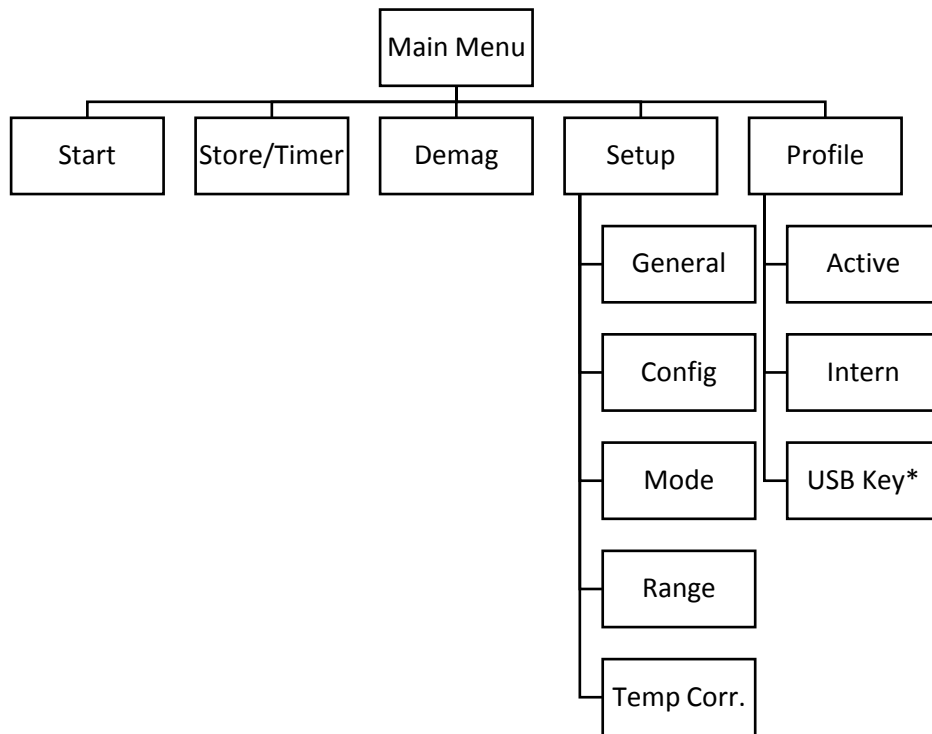 Main Menu
Start
Store/Timer
Demag
Setup
Profile
General
Active
Config
Intern
Mode
USB Key*
Range
Temp Corr.